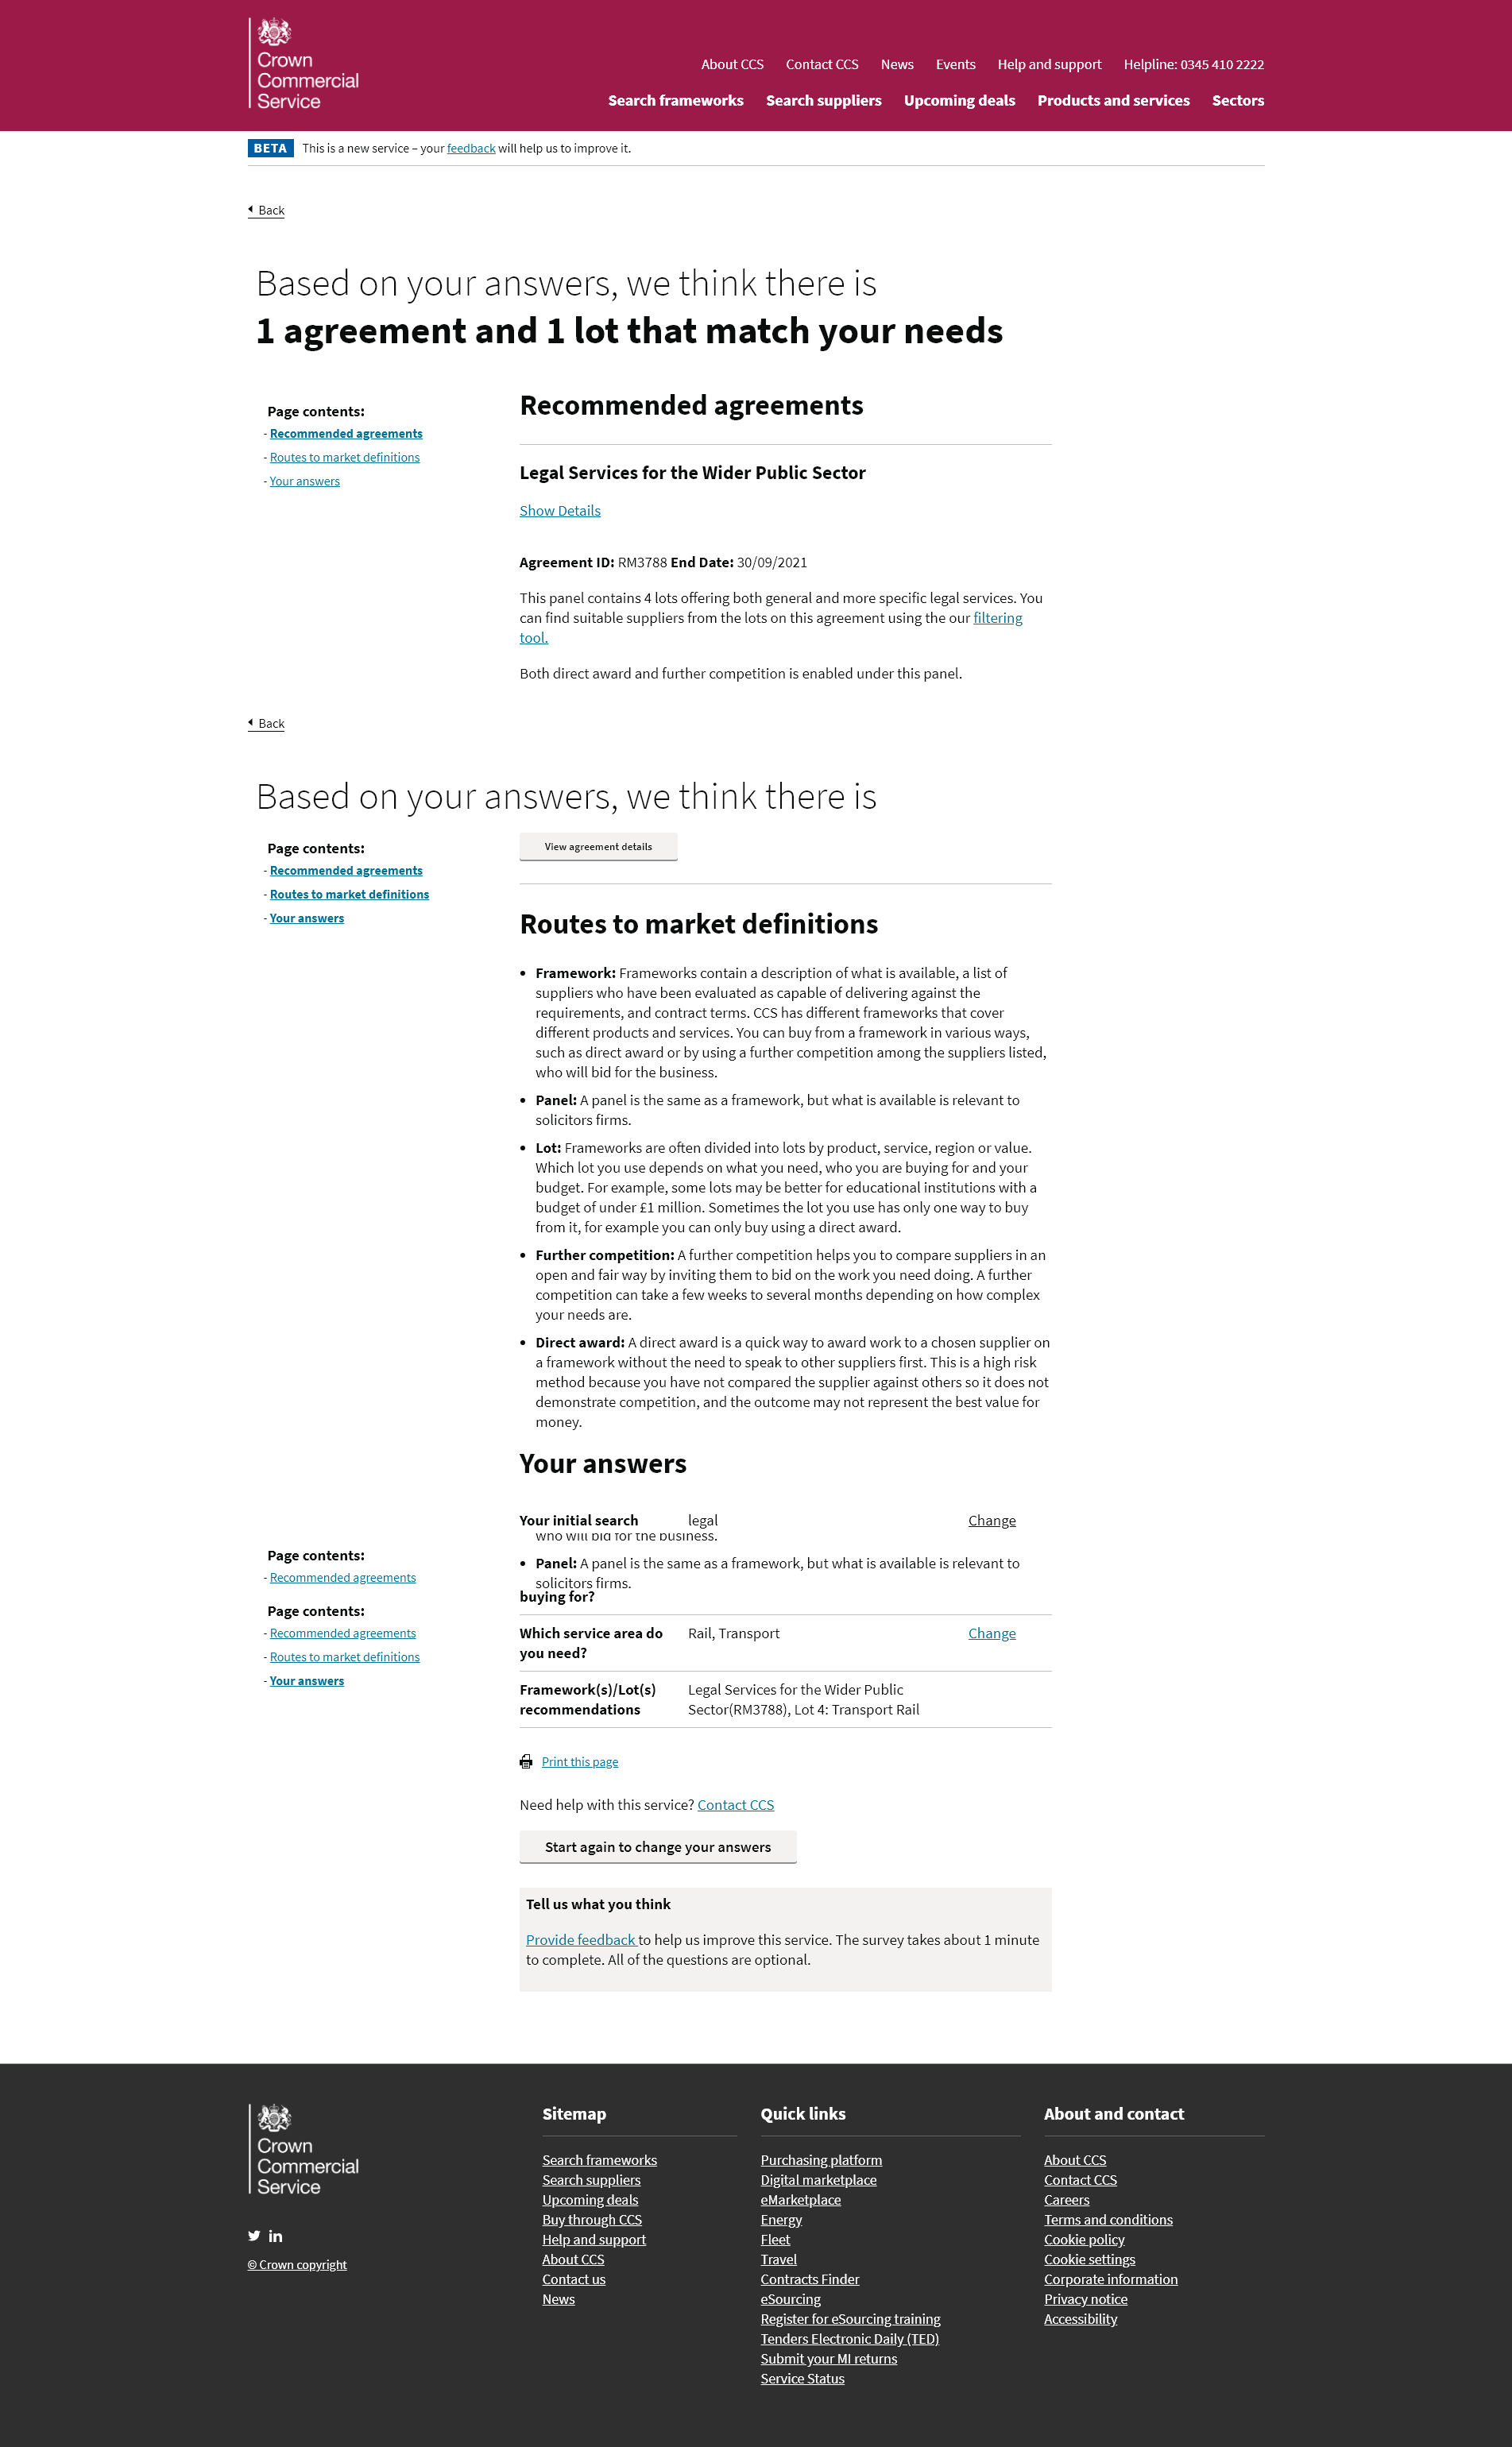 Crown
Commercial
Service
About CCS Contact CCS News Events Help and support Helpline: 0345 410 2222
Search frameworks Search suppliers Upcoming deals Products and services Sectors
BETA This is a new service – your feedback will help us to improve it.
Back
Based on your answers, we think there is
1 agreement and 1 lot that match your needs
Page contents:
- Recommended agreements
- Routes to market definitions
- Your answers
Recommended agreements
Legal Services for the Wider Public Sector
Show Details
Agreement ID: RM3788 End Date: 30/09/2021
This panel contains 4 lots offering both general and more specific legal services. You
can find suitable suppliers from the lots on this agreement using the our filtering
tool.
Both direct award and further competition is enabled under this panel.
Back
Based on your answers, we think there is
Page contents:
- Recommended agreements
- Routes to market definitions
- Your answers
View agreement details
Routes to market definitions
• Framework: Frameworks contain a description of what is available, a list of
suppliers who have been evaluated as capable of delivering against the
requirements, and contract terms. CCS has different frameworks that cover
different products and services. You can buy from a framework in various ways,
such as direct award or by using a further competition among the suppliers listed,
who will bid for the business.
• Panel: A panel is the same as a framework, but what is available is relevant to
solicitors firms.
• Lot: Frameworks are often divided into lots by product, service, region or value.
Which lot you use depends on what you need, who you are buying for and your
budget. For example, some lots may be better for educational institutions with a
budget of under £1 million. Sometimes the lot you use has only one way to buy
from it, for example you can only buy using a direct award.
• Further competition: A further competition helps you to compare suppliers in an
open and fair way by inviting them to bid on the work you need doing. A further
competition can take a few weeks to several months depending on how complex
your needs are.
• Direct award: A direct award is a quick way to award work to a chosen supplier on
a framework without the need to speak to other suppliers first. This is a high risk
method because you have not compared the supplier against others so it does not
demonstrate competition, and the outcome may not represent the best value for
money.
Your answers
Your initial search legal Change
who will bid for the business.
• Panel: A panel is the same as a framework, but what is available is relevant to
solicitors firms.
buying for?
Page contents:
- Recommended agreements
Page contents:
- Recommended agreements
- Routes to market definitions
- Your answers
Which service area do Rail, Transport Change
you need?
Framework(s)/Lot(s) Legal Services for the Wider Public
recommendations Sector(RM3788), Lot 4: Transport Rail
Print this page
Need help with this service? Contact CCS
Start again to change your answers
Tell us what you think
Provide feedback to help us improve this service. The survey takes about 1 minute
to complete. All of the questions are optional.
Crown
Commercial
Service
© Crown copyright
Sitemap
Search frameworks
Search suppliers
Upcoming deals
Buy through CCS
Help and support
About CCS
Contact us
News
Quick links
Purchasing platform
Digital marketplace
eMarketplace
Energy
Fleet
Travel
Contracts Finder
eSourcing
Register for eSourcing training
Tenders Electronic Daily (TED)
Submit your MI returns
Service Status
About and contact
About CCS
Contact CCS
Careers
Terms and conditions
Cookie policy
Cookie settings
Corporate information
Privacy notice
Accessibility